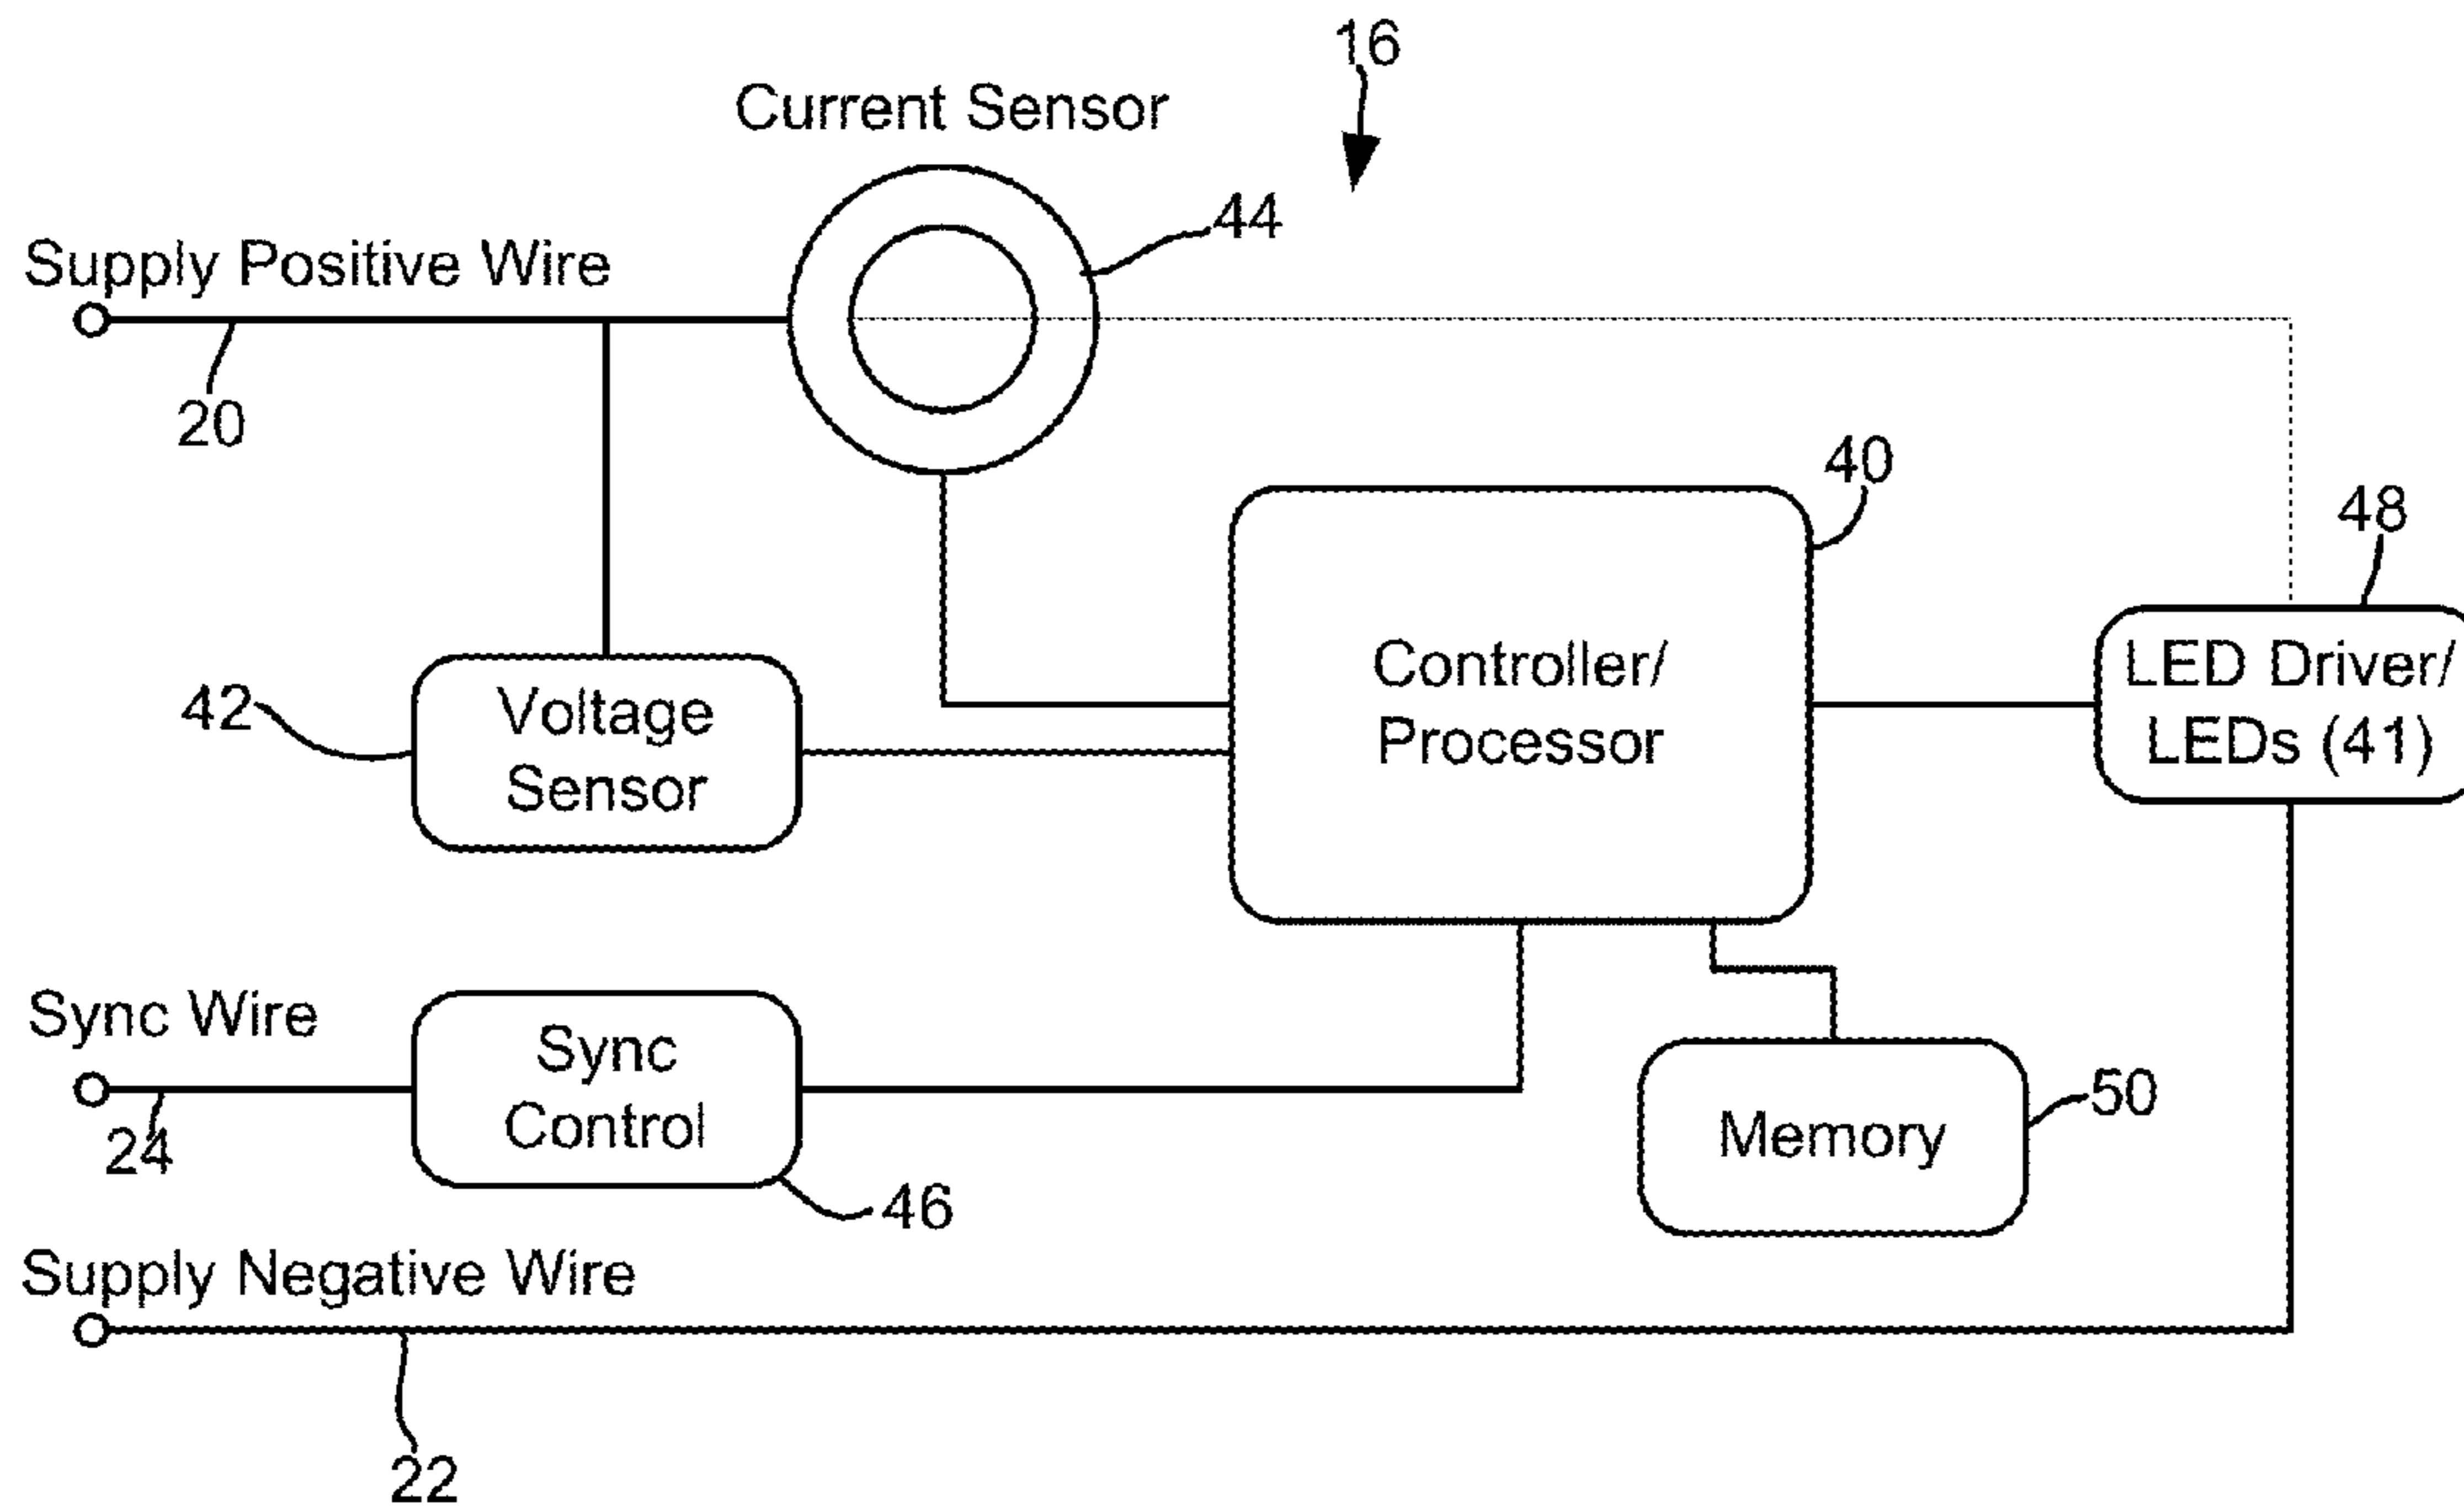 16
Current Sensor
44
Supply Positive Wire
20
40
48
Controller/
Processor
LED Driver/
LEDs (41)
42
Voltage
Sensor
Sync Wire
24
Sync
Control
46
Memory
50
Supply Negative Wire
22